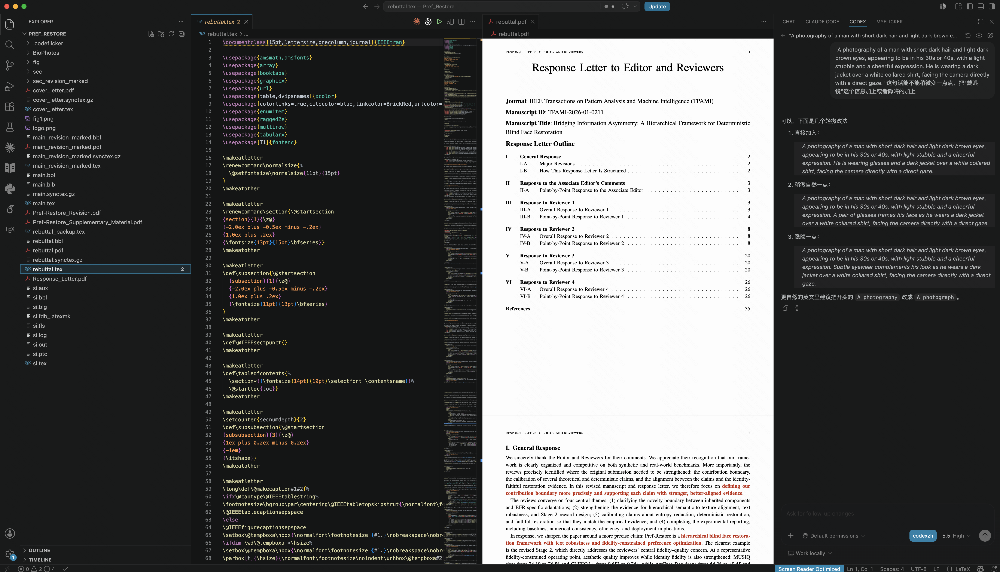 rebuttal.tex — Pref_Restore
6
Update
EXPLORER
PREF_RESTORE
.codeflicker
BioPhotos
fig
sec
sec_revision_marked
cover_letter.pdf
cover_letter.synctex.gz
cover_letter.tex
fig1.png
logo.png
main_revision_marked.bbl
main_revision_marked.pdf
main_revision_marked.synctex.gz
main_revision_marked.tex
main.bbl
main.bib
main.synctex.gz
main.tex
Pref-Restore_Revision.pdf
Pref-Restore_Supplementary_Material.pdf
rebuttal_backup.tex
rebuttal.bbl
rebuttal.pdf
rebuttal.synctex.gz
rebuttal.tex 2
Response_Letter.pdf
si.aux
si.bbl
si.blg
si.fdb_latexmk
si.fls
si.log
si.out
si.ptc
si.tex
OUTLINE
TIMELINE
rebuttal.tex 2
rebuttal.tex > ...
1 \documentclass[15pt,lettersize,onecolumn,journal]{IEEEtran}
2
3 \usepackage{amsmath,amsfonts}
4 \usepackage{array}
5 \usepackage{booktabs}
6 \usepackage{graphicx}
7 \usepackage{url}
8 \usepackage[table,dvipsnames]{xcolor}
9 \usepackage[colorlinks=true,citecolor=blue,linkcolor=BrickRed,urlcolor=
10 \usepackage{enumitem}
11 \usepackage{ragged2e}
12 \usepackage{multirow}
13 \usepackage{tabularx}
14 \usepackage[T1]{fontenc}
15
16 \makeatletter
17 \renewcommand\normalsize{%
18 \@setfontsize\normalsize{11pt}{15pt}
19 }
20 \makeatother
21
22 \makeatletter
23 \renewcommand\section{\@startsection
24 {section}{1}{\z@}
25 {-2.0ex plus -0.5ex minus -.2ex}
26 {1.0ex plus .2ex}
27 {\fontsize{13pt}{15pt}\bfseries}}
28 \makeatother
29
30 \makeatletter
31 \def\subsection{\@startsection
32 {subsection}{1}{\z@}
33 {-2.0ex plus -0.5ex minus -.2ex}
34 {1.0ex plus .2ex}
35 {\fontsize{11pt}{13pt}\bfseries}
36 }
37 \makeatother
38
39 \makeatletter
40 \def\@IEEEsectpunct{}
41 \makeatother
42
43 \makeatletter
44 \def\tableofcontents{%
45 \section*{{\fontsize{14pt}{19pt}\selectfont \contentsname}}%
46 \@starttoc{toc}}
47 \makeatother
48
49 \makeatletter
50 \setcounter{secnumdepth}{2}
51 \def\subsubsection{\@startsection
52 {subsubsection}{3}{\z@}
53 {1ex plus 0.2ex minus 0.2ex}
54 {-1em}
55 {\itshape}}
56 \makeatother
57
58 \makeatletter
59 \long\def\@makecaption#1#2{%
60 \ifx\@captype\@IEEEtablestring%
61 \footnotesize\bgroup\par\centering\@IEEEtabletopskipstrut{\normalfont\f
62 \@IEEEtablecaptionsepspace
63 \else
64 \@IEEEfigurecaptionsepspace
65 \setbox\@tempboxa\hbox{\normalfont\footnotesize {#1.}\nobreakspace\nobr
66 \ifdim \wd\@tempboxa >\hsize%
67 \setbox\@tempboxa\hbox{\normalfont\footnotesize {#1.}\nobreakspace\nobr
68 \parbox[t]{\hsize}{\normalfont\footnotesize\noindent\unhbox\@tempboxa#2
rebuttal.pdf
rebuttal.pdf
RESPONSE LETTER TO EDITOR AND REVIEWERS 1
Response Letter to Editor and Reviewers
Journal: IEEE Transactions on Pattern Analysis and Machine Intelligence (TPAMI)
Manuscript ID: TPAMI-2026-01-0211
Manuscript Title: Bridging Information Asymmetry: A Hierarchical Framework for Deterministic
Blind Face Restoration
Response Letter Outline
I General Response 2
I-A Major Revisions 2
I-B How This Response Letter Is Structured 2
II Response to the Associate Editor's Comments 3
II-A Point-by-Point Response to the Associate Editor 3
III Response to Reviewer 1 3
III-A Overall Response to Reviewer 1 3
III-B Point-by-Point Response to Reviewer 1 4
IV Response to Reviewer 2 8
IV-A Overall Response to Reviewer 2 8
IV-B Point-by-Point Response to Reviewer 2 8
V Response to Reviewer 3 20
V-A Overall Response to Reviewer 3 20
V-B Point-by-Point Response to Reviewer 3 20
VI Response to Reviewer 4 26
VI-A Overall Response to Reviewer 4 26
VI-B Point-by-Point Response to Reviewer 4 26
References 35
RESPONSE LETTER TO EDITOR AND REVIEWERS 2
I. General Response
We sincerely thank the Editor and Reviewers for their comments. We appreciate their recognition that our frame-
work is clearly organized and competitive on both synthetic and real-world benchmarks. More importantly, the
reviews precisely identified where the original submission needed to be strengthened: the contribution boundary,
the calibration of several theoretical and deterministic claims, and the alignment between the claims and the identity-
faithful restoration evidence. In this revised manuscript and response letter, we therefore focus on defining our
contribution boundary more precisely and supporting each claim with stronger, better-aligned evidence.
The reviews converge on four central themes: (1) clarifying the novelty boundary between inherited components
and BFR-specific adaptations; (2) strengthening the evidence for hierarchical semantic-to-texture alignment, text
robustness, and Stage 2 reward design; (3) calibrating claims about entropy reduction, deterministic restoration,
and faithful restoration so that they match the empirical evidence; and (4) completing the experimental reporting,
including baselines, numerical consistency, efficiency, and deployment implications.
In response, we sharpen the paper around a more precise claim: Pref-Restore is a hierarchical blind face restora-
tion framework with text robustness and fidelity-constrained preference optimization. The clearest example
is the revised Stage 2, which directly addresses the reviewers' central fidelity–quality concern. At a representative
fidelity-constrained operating point, aesthetic quality improves while identity fidelity is also strengthened: MUSIQ
rises from 74.19 to 76.56 and CLIPIQA+ from 0.653 to 0.744, while ArcFace Deg drops from 54.06 to 49.45 and
CHAT
CLAUDE CODE
CODEX
MYFLICKER
"A photography of a man with short dark hair and light dark brown e...
"A photography of a man with short dark hair and light dark
brown eyes, appearing to be in his 30s or 40s, with a light
stubble and a cheerful expression. He is wearing a dark
jacket over a white collared shirt, facing the camera directly
with a direct gaze." 这句话能不能稍微变一点点，把“戴眼
镜”这个信息加上或者隐晦的加上
可以，下面是几个轻微改法：
1. 直接加入：
A photography of a man with short dark hair and light dark brown eyes,
appearing to be in his 30s or 40s, with light stubble and a cheerful
expression. He is wearing glasses and a dark jacket over a white collared
shirt, facing the camera directly with a direct gaze.
2. 稍微自然一点：
A photography of a man with short dark hair and light dark brown eyes,
appearing to be in his 30s or 40s, with light stubble and a cheerful
expression. A pair of glasses frames his face as he wears a dark jacket
over a white collared shirt, facing the camera directly with a direct gaze.
3. 隐晦一点：
A photography of a man with short dark hair and light dark brown eyes,
appearing to be in his 30s or 40s, with light stubble and a cheerful
expression. Subtle eyewear complements his look as he wears a dark
jacket over a white collared shirt, facing the camera directly with a direct
gaze.
更自然的英文里建议把开头的 A photography 改成 A photograph 。
Ask for follow-up changes
Default permissions
codexzh
5.5 High
Work locally
1
0 2 4
Screen Reader Optimized
Ln 1, Col 1
Spaces: 4
UTF-8
LF
{ } LaTeX